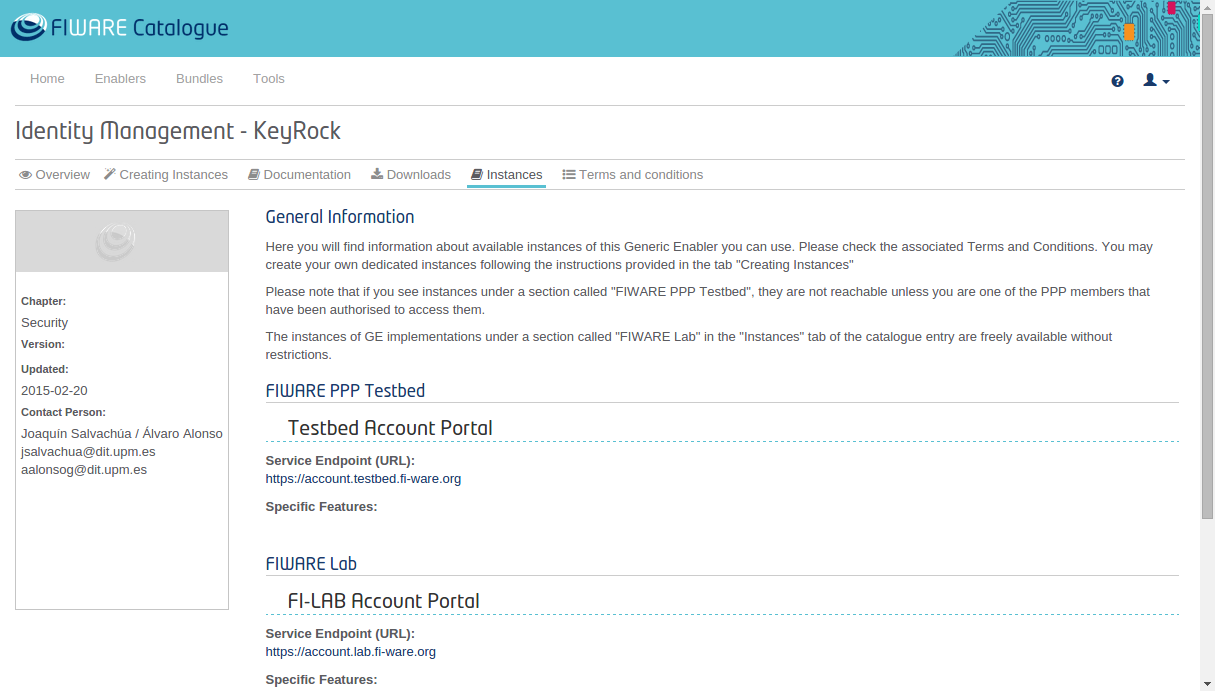 FIWARE Catalogue
Home Enablers Bundles Tools
Identity Management - KeyRock
Overview Creating Instances Documentation Downloads Instances Terms and conditions
Chapter:
Security
Version:
Updated:
2015-02-20
Contact Person:
Joaquín Salvachúa / Álvaro Alonso
jsalvachua@dit.upm.es
aalonsog@dit.upm.es
General Information
Here you will find information about available instances of this Generic Enabler you can use. Please check the associated Terms and Conditions. You may
create your own dedicated instances following the instructions provided in the tab "Creating Instances"
Please note that if you see instances under a section called "FIWARE PPP Testbed", they are not reachable unless you are one of the PPP members that
have been authorised to access them.
The instances of GE implementations under a section called "FIWARE Lab" in the "Instances" tab of the catalogue entry are freely available without
restrictions.
FIWARE PPP Testbed
Testbed Account Portal
Service Endpoint (URL):
https://account.testbed.fi-ware.org
Specific Features:
FIWARE Lab
FI-LAB Account Portal
Service Endpoint (URL):
https://account.lab.fi-ware.org
Specific Features: